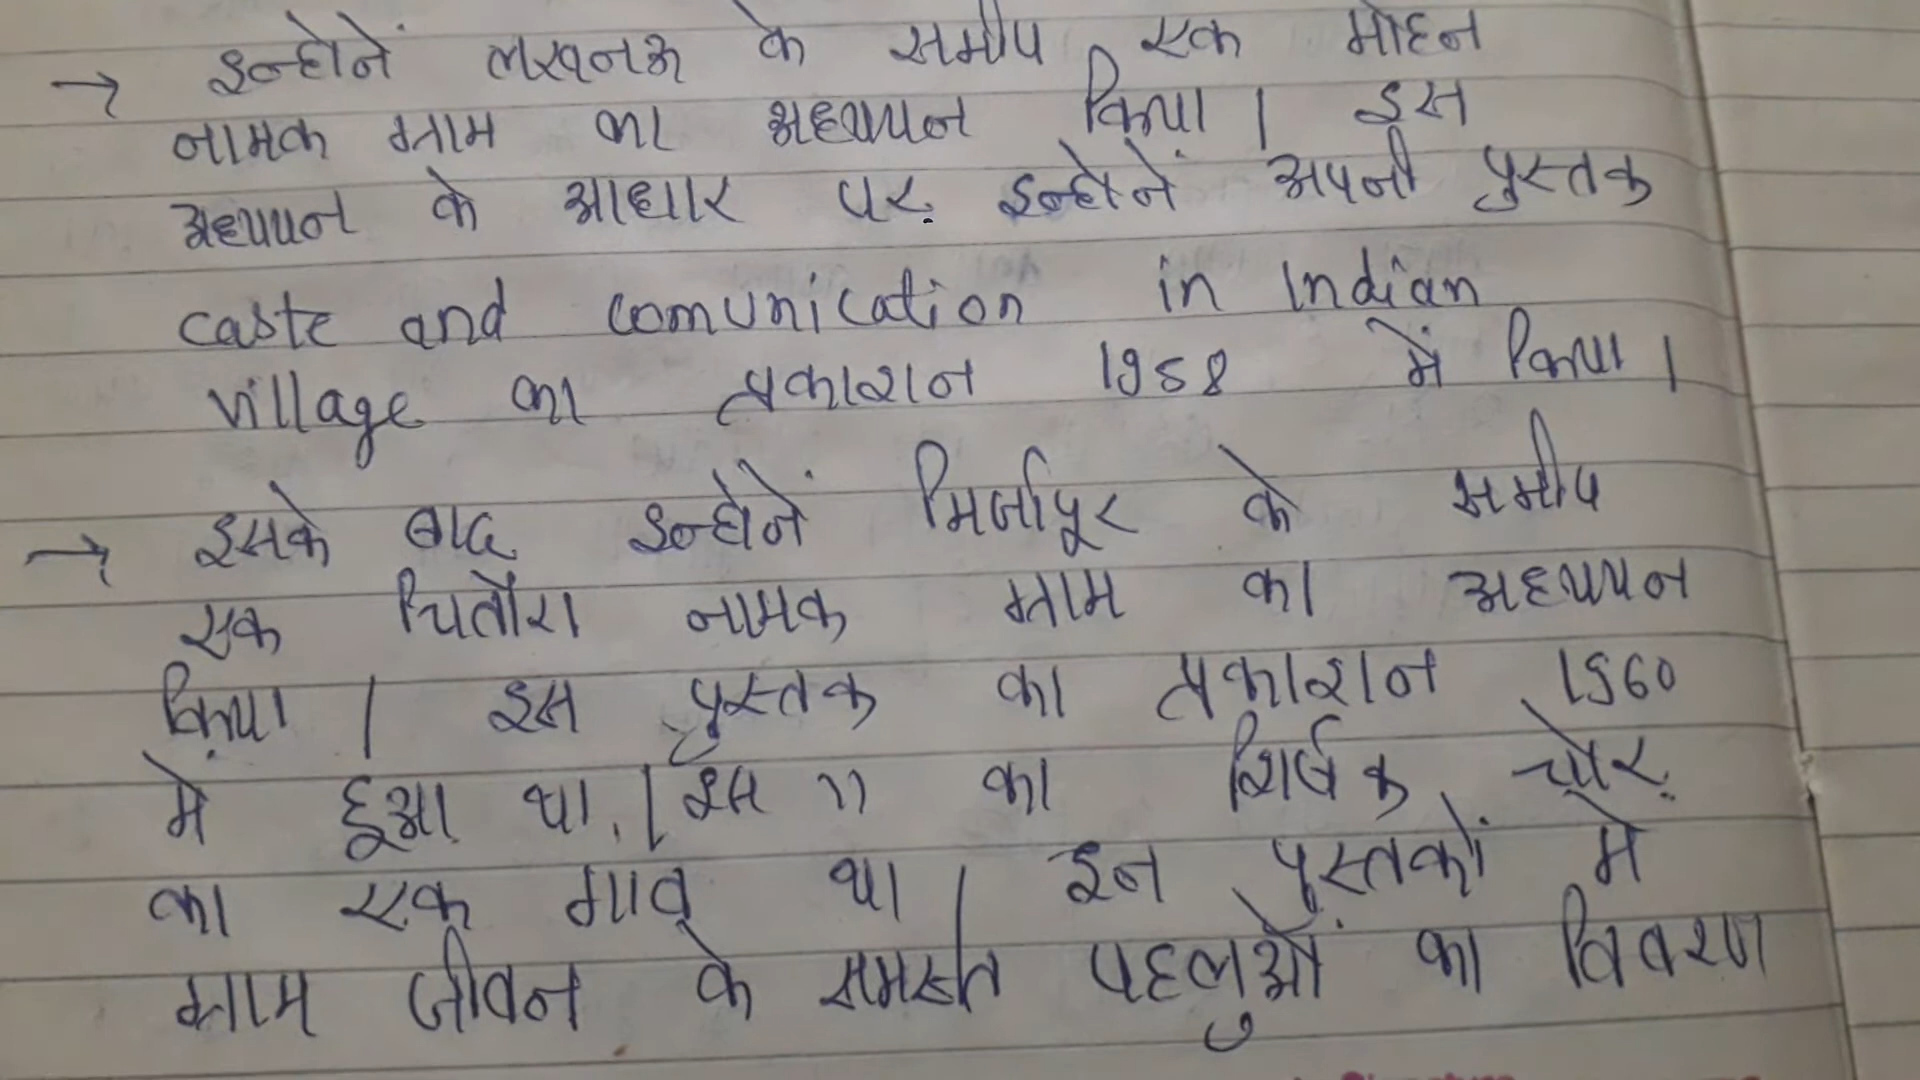 → इन्होनें लखनऊ के समीप एक मोहन
नामक ग्राम का अध्ययन किया। इस
अध्ययन के आधार पर इन्होनें अपनी पुस्तक
caste and comunication in Indian
village का प्रकाशन 1958 में किया।
→ इसके बाद इन्होनें मिर्जापूर के समीप
एक चितौरा नामक ग्राम का अध्ययन
किया। इस पुस्तक का प्रकाशन 1960
मे हूआ था। इस " का शिर्षक चोर
का एक गाव था। इन पुस्तकों मे
ग्राम जीवन के समस्त पहलुओं का विवरण